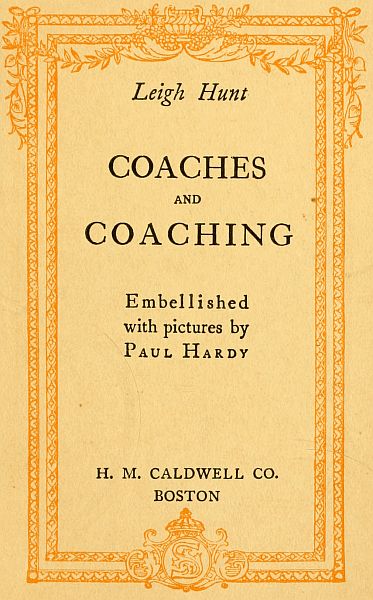 Leigh Hunt
COACHES
AND
COACHING
Embellished
with pictures by
PAUL HARDY
H. M. CALDWELL CO.
BOSTON